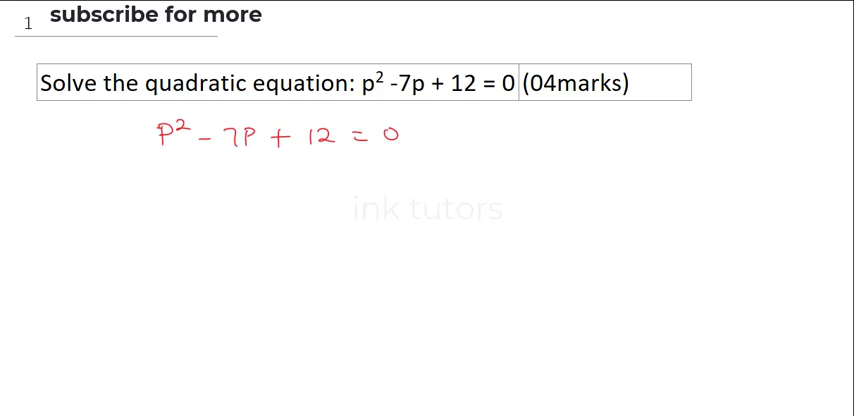 subscribe for more
1
Solve the quadratic equation: p² -7p + 12 = 0 (04marks)
p² - 7p + 12 = 0
ink tutors